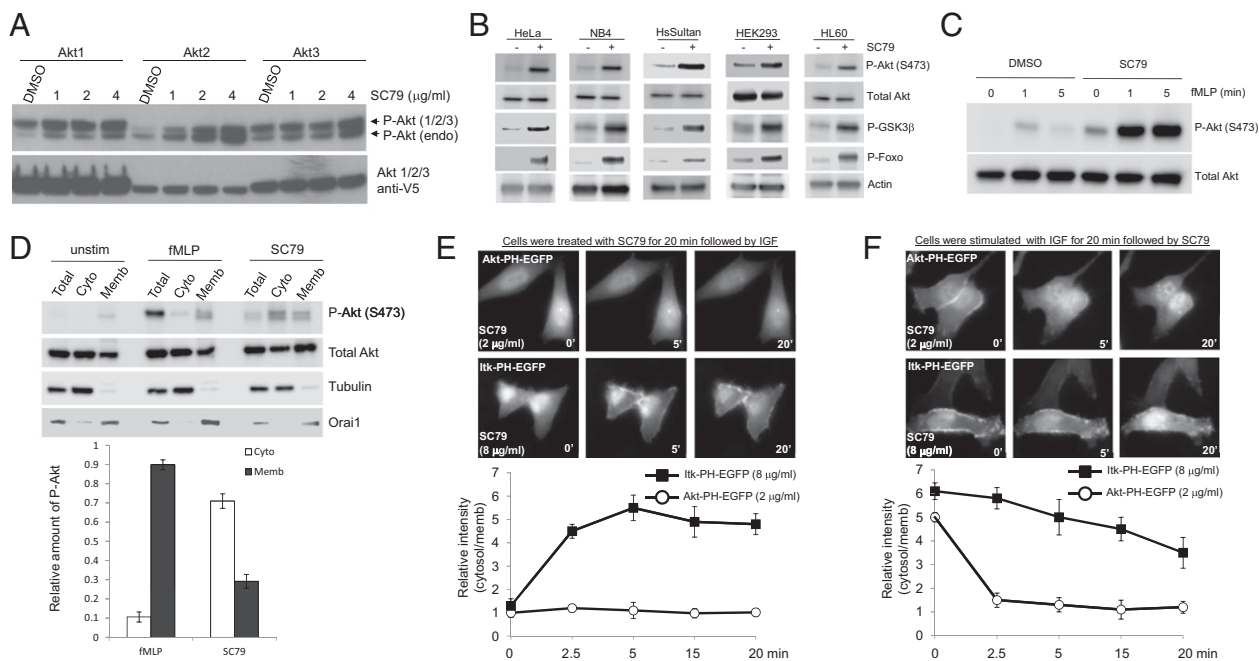 A
Akt1 Akt2 Akt3
DMSO 1 2 4 DMSO 1 2 4 DMSO 1 2 4 SC79 (μg/ml)
P-Akt (1/2/3)
P-Akt (endo)
Akt 1/2/3
anti-V5
B
HeLa NB4 HsSultan HEK293 HL60
- + - + - + - + - + SC79
P-Akt (S473)
Total Akt
P-GSK3β
P-Foxo
Actin
C
DMSO SC79
0 1 5 0 1 5 fMLP (min)
P-Akt (S473)
Total Akt
D
unstim fMLP SC79
Total Cyto Memb Total Cyto Memb Total Cyto Memb
P-Akt (S473)
Total Akt
Tubulin
Orai1
Relative amount of P-Akt
1
0.9
0.8
0.7
0.6
0.5
0.4
0.3
0.2
0.1
0
Cyto
Memb
fMLP SC79
E
Cells were treated with SC79 for 20 min followed by IGF
Akt-PH-EGFP
SC79
(2 μg/ml) 0' 5' 20'
Itk-PH-EGFP
SC79
(8 μg/ml) 0' 5' 20'
Relative intensity
(cytosol/memb)
7
6
5
4
3
2
1
0
Itk-PH-EGFP (8 μg/ml)
Akt-PH-EGFP (2 μg/ml)
0 2.5 5 15 20 min
F
Cells were stimulated with IGF for 20 min followed by SC79
Akt-PH-EGFP
SC79
(2 μg/ml) 0' 5' 20'
Itk-PH-EGFP
SC79
(8 μg/ml) 0' 5' 20'
Relative intensity
(cytosol/memb)
7
6
5
4
3
2
1
0
Itk-PH-EGFP (8 μg/ml)
Akt-PH-EGFP (2 μg/ml)
0 2.5 5 15 20 min